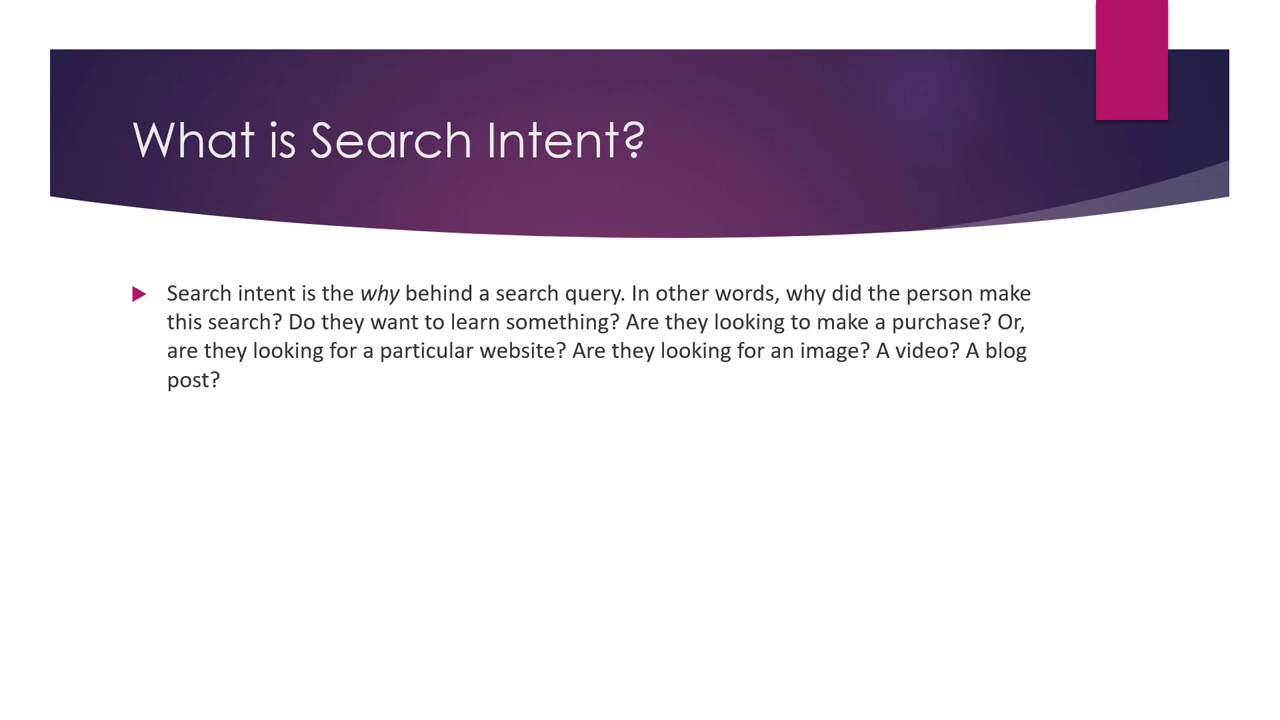 What is Search Intent?
Search intent is the why behind a search query. In other words, why did the person make
this search? Do they want to learn something? Are they looking to make a purchase? Or,
are they looking for a particular website? Are they looking for an image? A video? A blog
post?